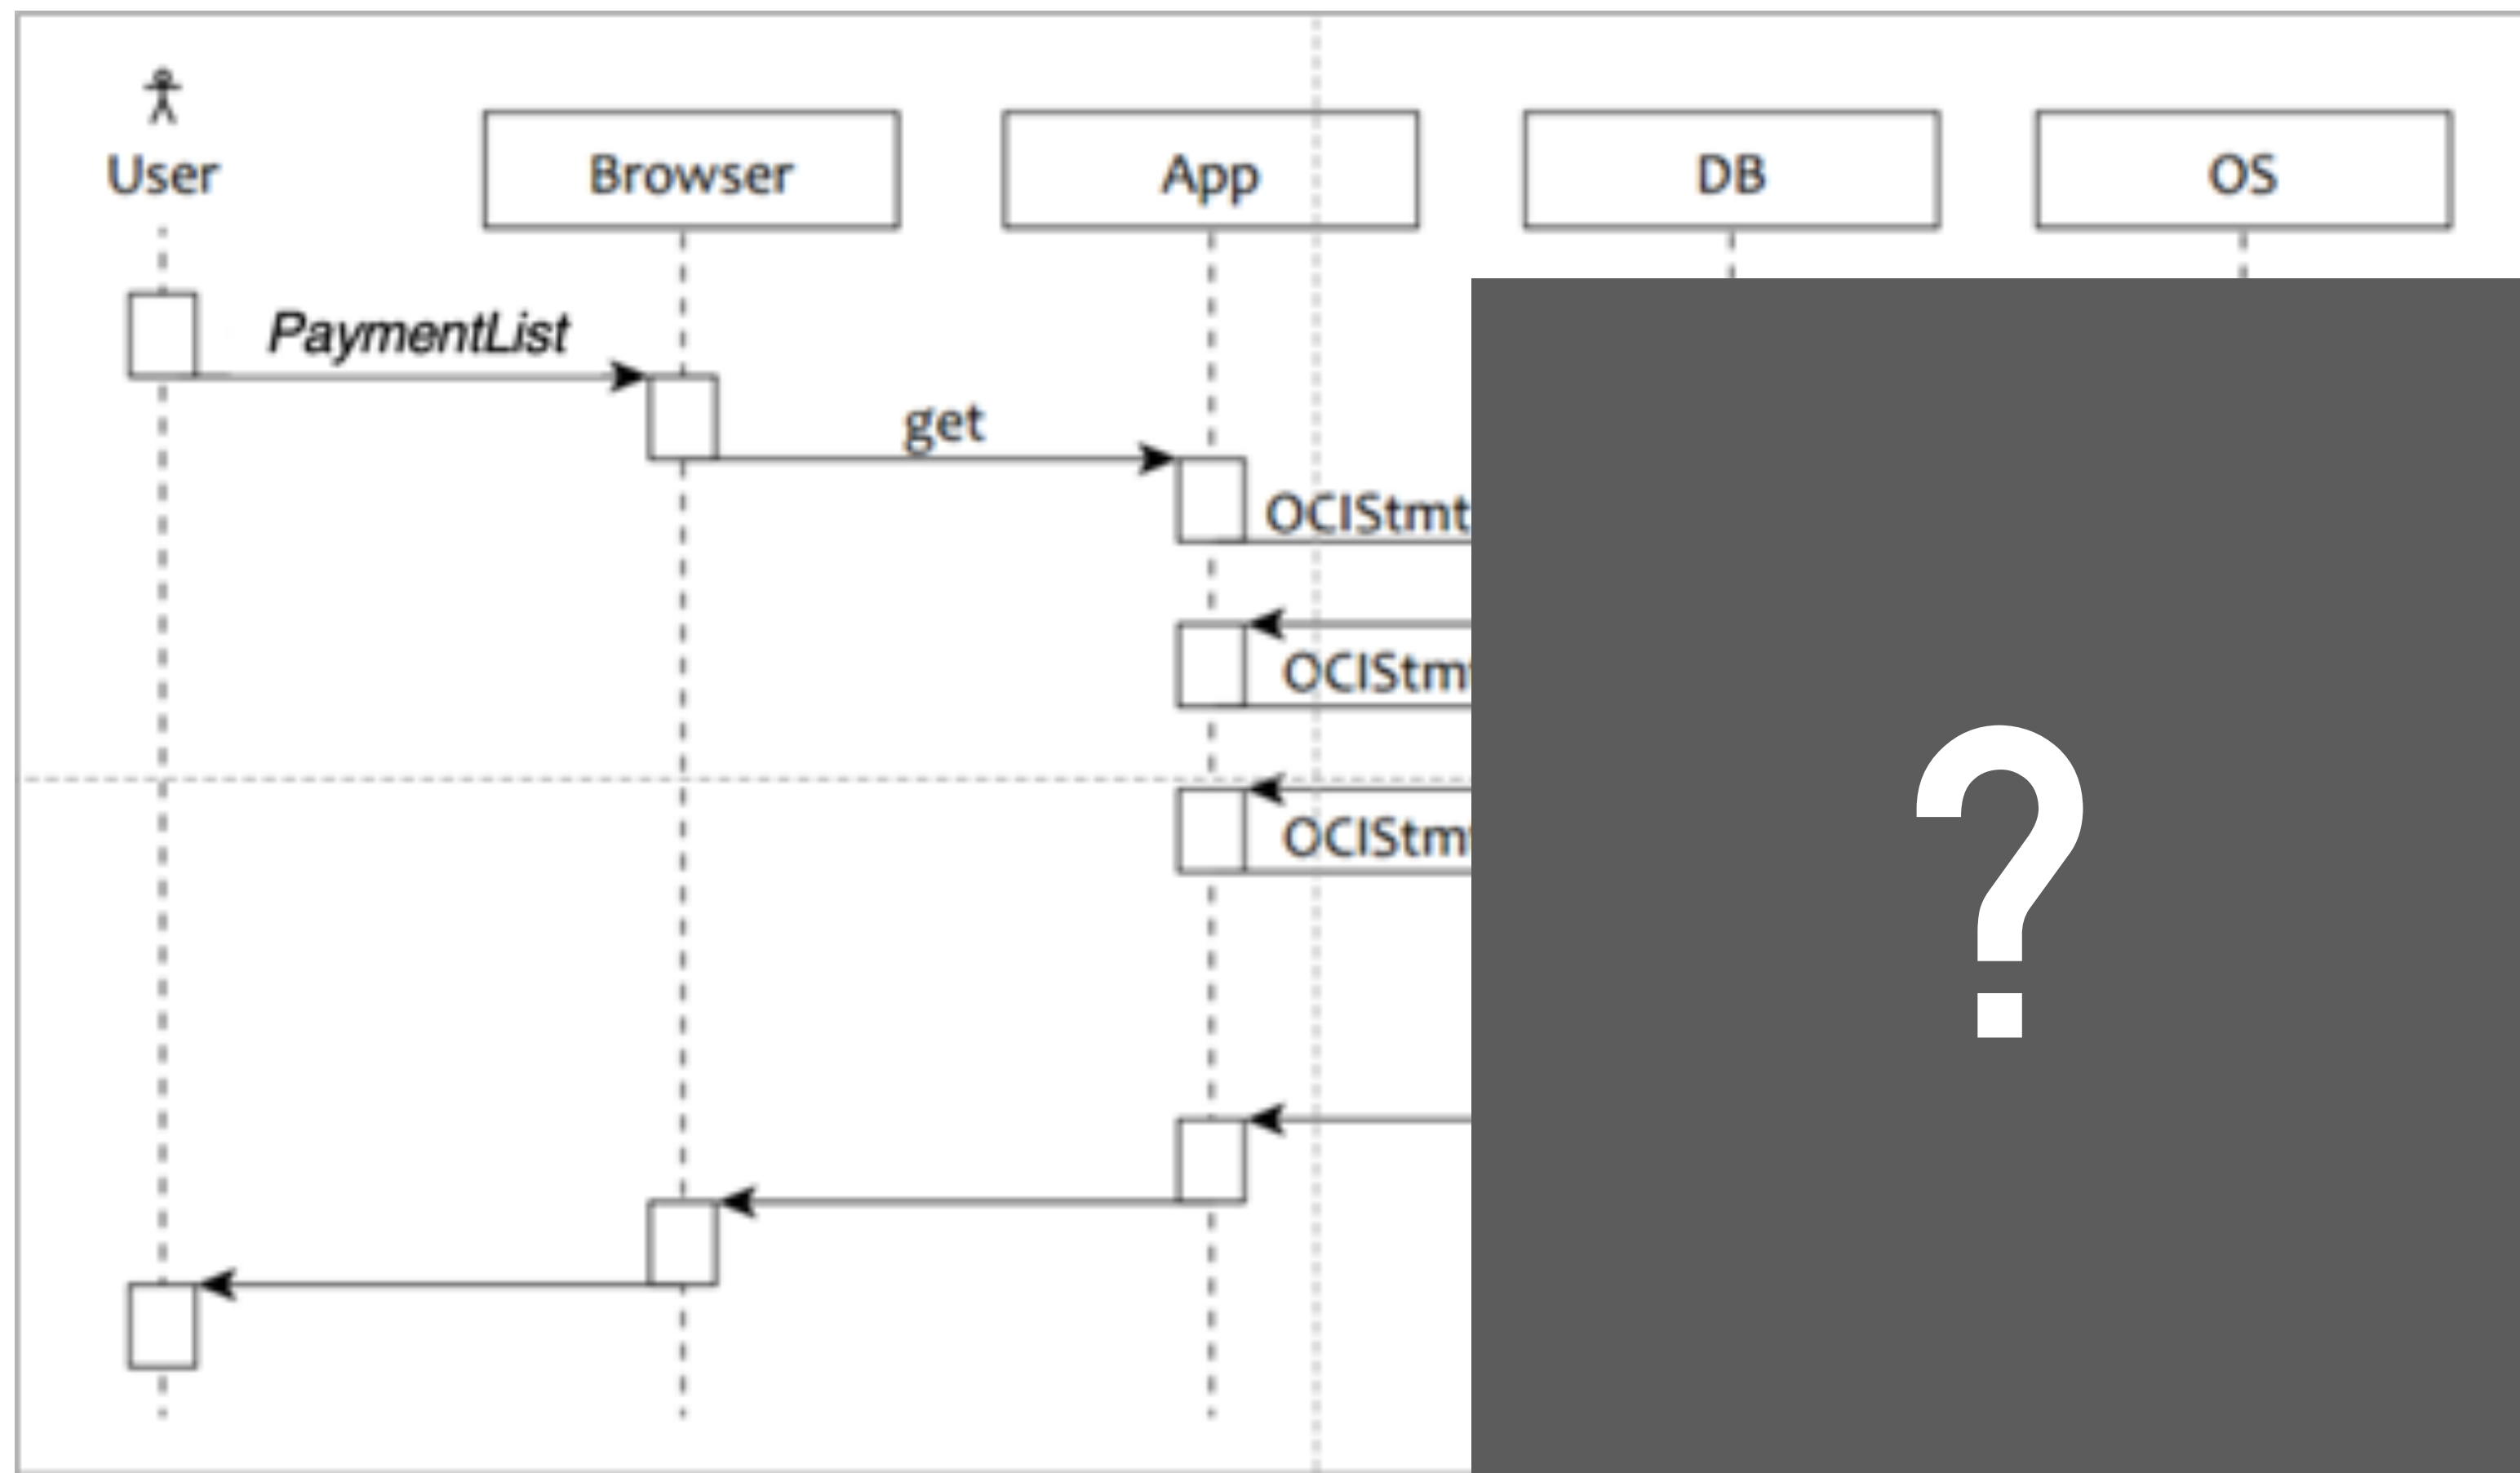 User
Browser
App
DB
OS
PaymentList
get
OCIStmt
OCIStm
OCIStm
?